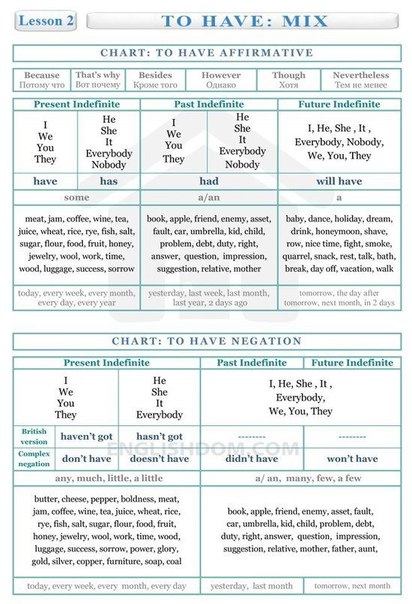 Lesson 2
TO HAVE: MIX
CHART: TO HAVE AFFIRMATIVE
Because That's why Besides However Though Nevertheless
Потому что Вот почему Кроме того Однако Хотя Тем не менее
Present Indefinite Past Indefinite Future Indefinite
I
We
You
They
He
She
It
Everybody
Nobody
I
We
You
They
He
She
It
Everybody
Nobody
I, He, She , It ,
Everybody, Nobody,
We, You, They
have has had will have
some a/an a
meat, jam, coffee, wine, tea,
juice, wheat, rice, rye, fish, salt,
sugar, flour, food, fruit, honey,
jewelry, wool, work, time,
wood, luggage, success, sorrow
book, apple, friend, enemy, asset,
fault, car, umbrella, kid, child,
problem, debt, duty, right,
answer, question, impression,
suggestion, relative, mother
baby, dance, holiday, dream,
drink, honeymoon, shave,
row, nice time, fight, smoke,
quarrel, snack, rest, talk, bath,
break, day off, vacation, walk
today, every week, every month,
every day, every year
yesterday, last week, last month,
last year, 2 days ago
tomorrow, the day after
tomorrow, next month, in 2 days
CHART: TO HAVE NEGATION
Present Indefinite Past Indefinite Future Indefinite
I
We
You
They
He
She
It
Everybody
I, He, She , It ,
Everybody,
We, You, They
British
version
haven't got hasn't got -------- --------
ENGLISHDOM.COM
Complex
negation
don't have doesn't have didn't have won't have
any, much, little, a little a/ an, many, few, a few
butter, cheese, pepper, boldness, meat,
jam, coffee, wine, tea, juice, wheat, rice,
rye, fish, salt, sugar, flour, food, fruit,
honey, jewelry, wool, work, time, wood,
luggage, success, sorrow, power, glory,
gold, silver, copper, furniture, soap, coal
book, apple, friend, enemy, asset, fault,
car, umbrella, kid, child, problem, debt,
duty, right, answer, question, impression,
suggestion, relative, mother, father, aunt,
today, every week, every month, every day yesterday, last month tomorrow, next month